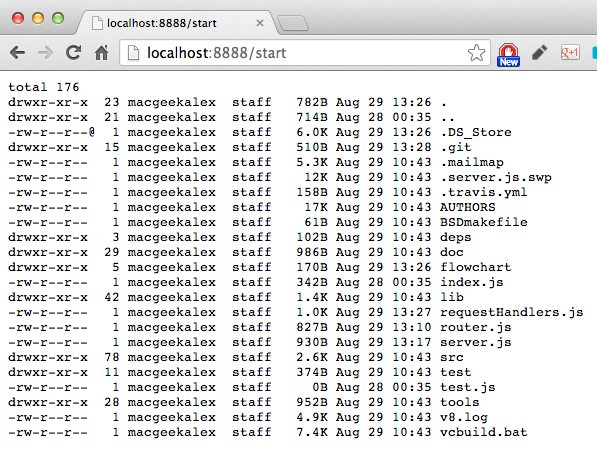 localhost:8888/start
localhost:8888/start
New
g+1
total 176
drwxr-xr-x  23 macgeekalex  staff   782B Aug 29 13:26 .
drwxr-xr-x  21 macgeekalex  staff   714B Aug 28 00:35 ..
-rw-r--r--@  1 macgeekalex  staff   6.0K Aug 29 13:26 .DS_Store
drwxr-xr-x  15 macgeekalex  staff   510B Aug 29 13:28 .git
-rw-r--r--   1 macgeekalex  staff   5.3K Aug 29 10:43 .mailmap
-rw-r--r--   1 macgeekalex  staff    12K Aug 29 10:43 .server.js.swp
-rw-r--r--   1 macgeekalex  staff   158B Aug 29 10:43 .travis.yml
-rw-r--r--   1 macgeekalex  staff    17K Aug 29 10:43 AUTHORS
-rw-r--r--   1 macgeekalex  staff    61B Aug 29 10:43 BSDmakefile
drwxr-xr-x   3 macgeekalex  staff   102B Aug 29 10:43 deps
drwxr-xr-x  29 macgeekalex  staff   986B Aug 29 10:43 doc
drwxr-xr-x   5 macgeekalex  staff   170B Aug 29 13:26 flowchart
-rw-r--r--   1 macgeekalex  staff   342B Aug 28 00:35 index.js
drwxr-xr-x  42 macgeekalex  staff   1.4K Aug 29 10:43 lib
-rw-r--r--   1 macgeekalex  staff   1.0K Aug 29 13:27 requestHandlers.js
-rw-r--r--   1 macgeekalex  staff   827B Aug 29 13:10 router.js
-rw-r--r--   1 macgeekalex  staff   930B Aug 29 13:17 server.js
drwxr-xr-x  78 macgeekalex  staff   2.6K Aug 29 10:43 src
drwxr-xr-x  11 macgeekalex  staff   374B Aug 29 10:43 test
-rw-r--r--   1 macgeekalex  staff     0B Aug 28 00:35 test.js
drwxr-xr-x  28 macgeekalex  staff   952B Aug 29 10:43 tools
-rw-r--r--   1 macgeekalex  staff   4.9K Aug 29 10:43 v8.log
-rw-r--r--   1 macgeekalex  staff   7.4K Aug 29 10:43 vcbuild.bat